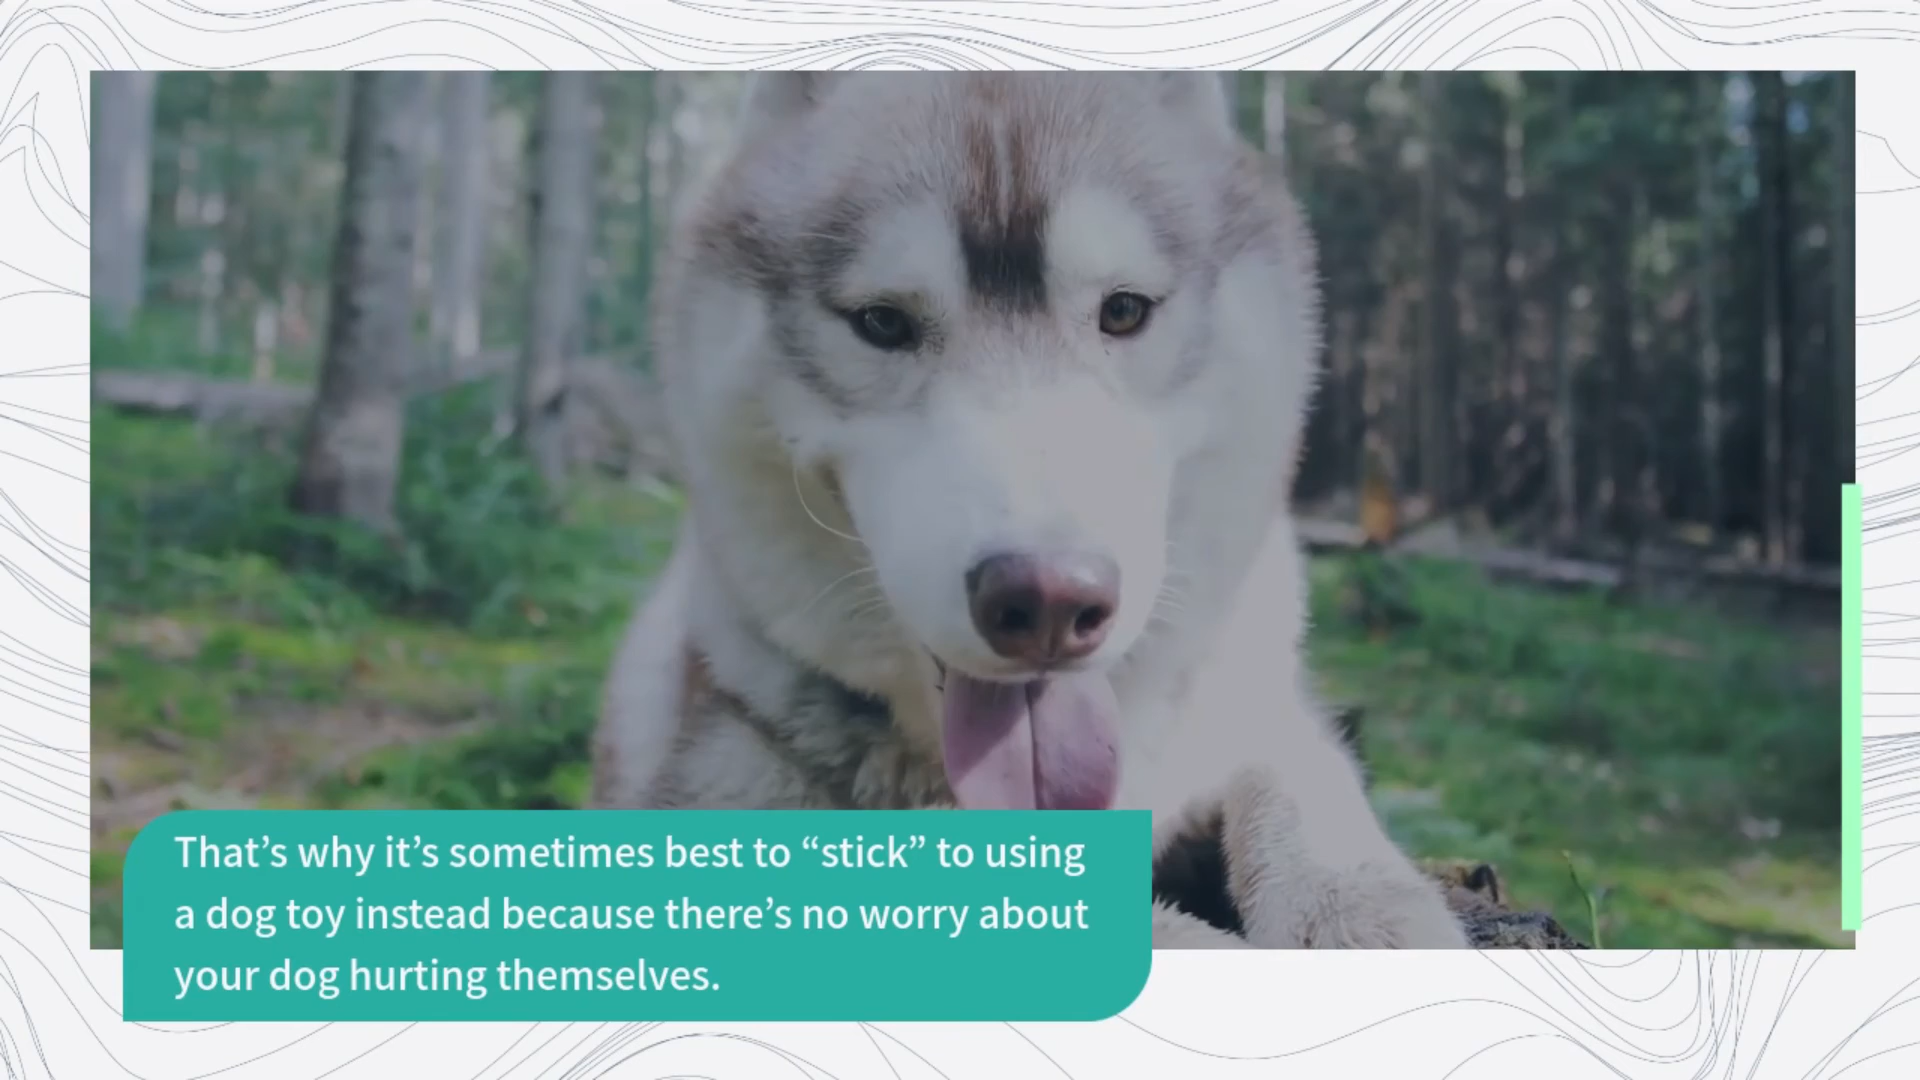 That’s why it’s sometimes best to “stick” to using
a dog toy instead because there’s no worry about
your dog hurting themselves.